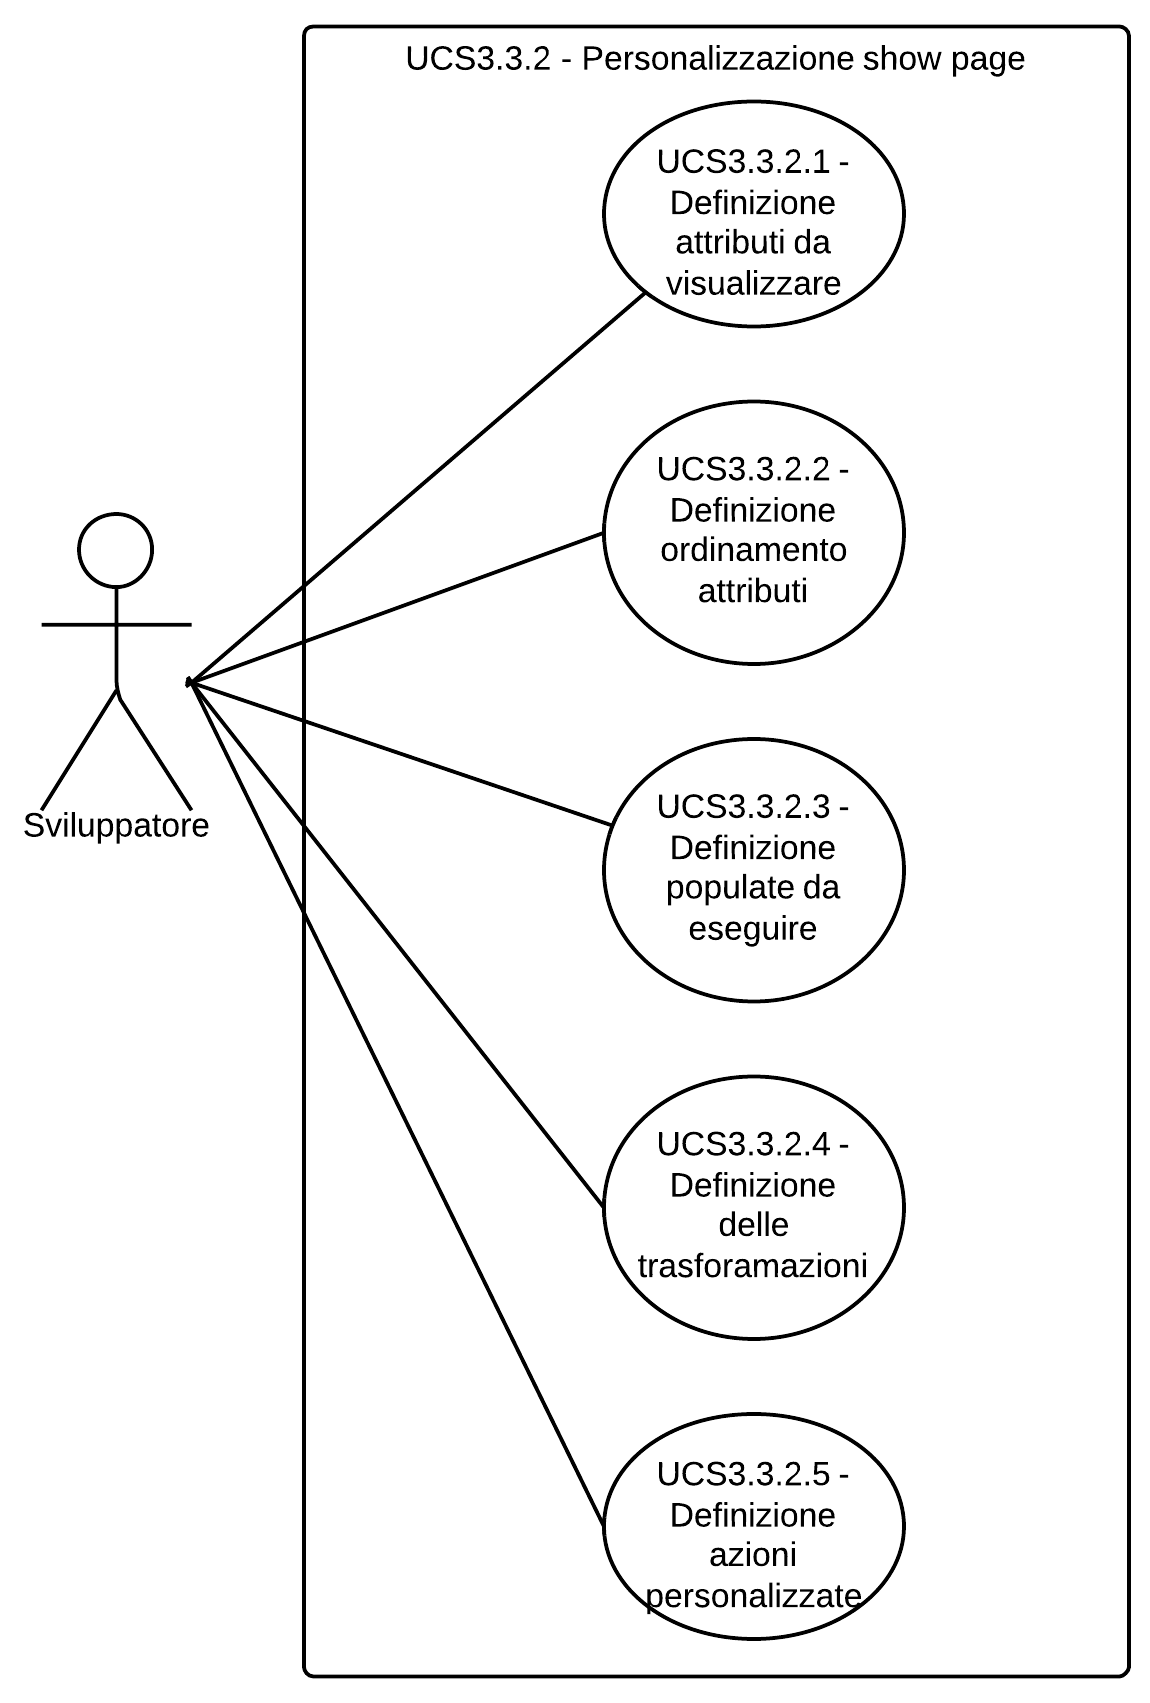 UCS3.3.2 - Personalizzazione show page
UCS3.3.2.1 -
Definizione
attributi da
visualizzare
UCS3.3.2.2 -
Definizione
ordinamento
attributi
Sviluppatore
UCS3.3.2.3 -
Definizione
populate da
eseguire
UCS3.3.2.4 -
Definizione
delle
trasforamazioni
UCS3.3.2.5 -
Definizione
azioni
personalizzate